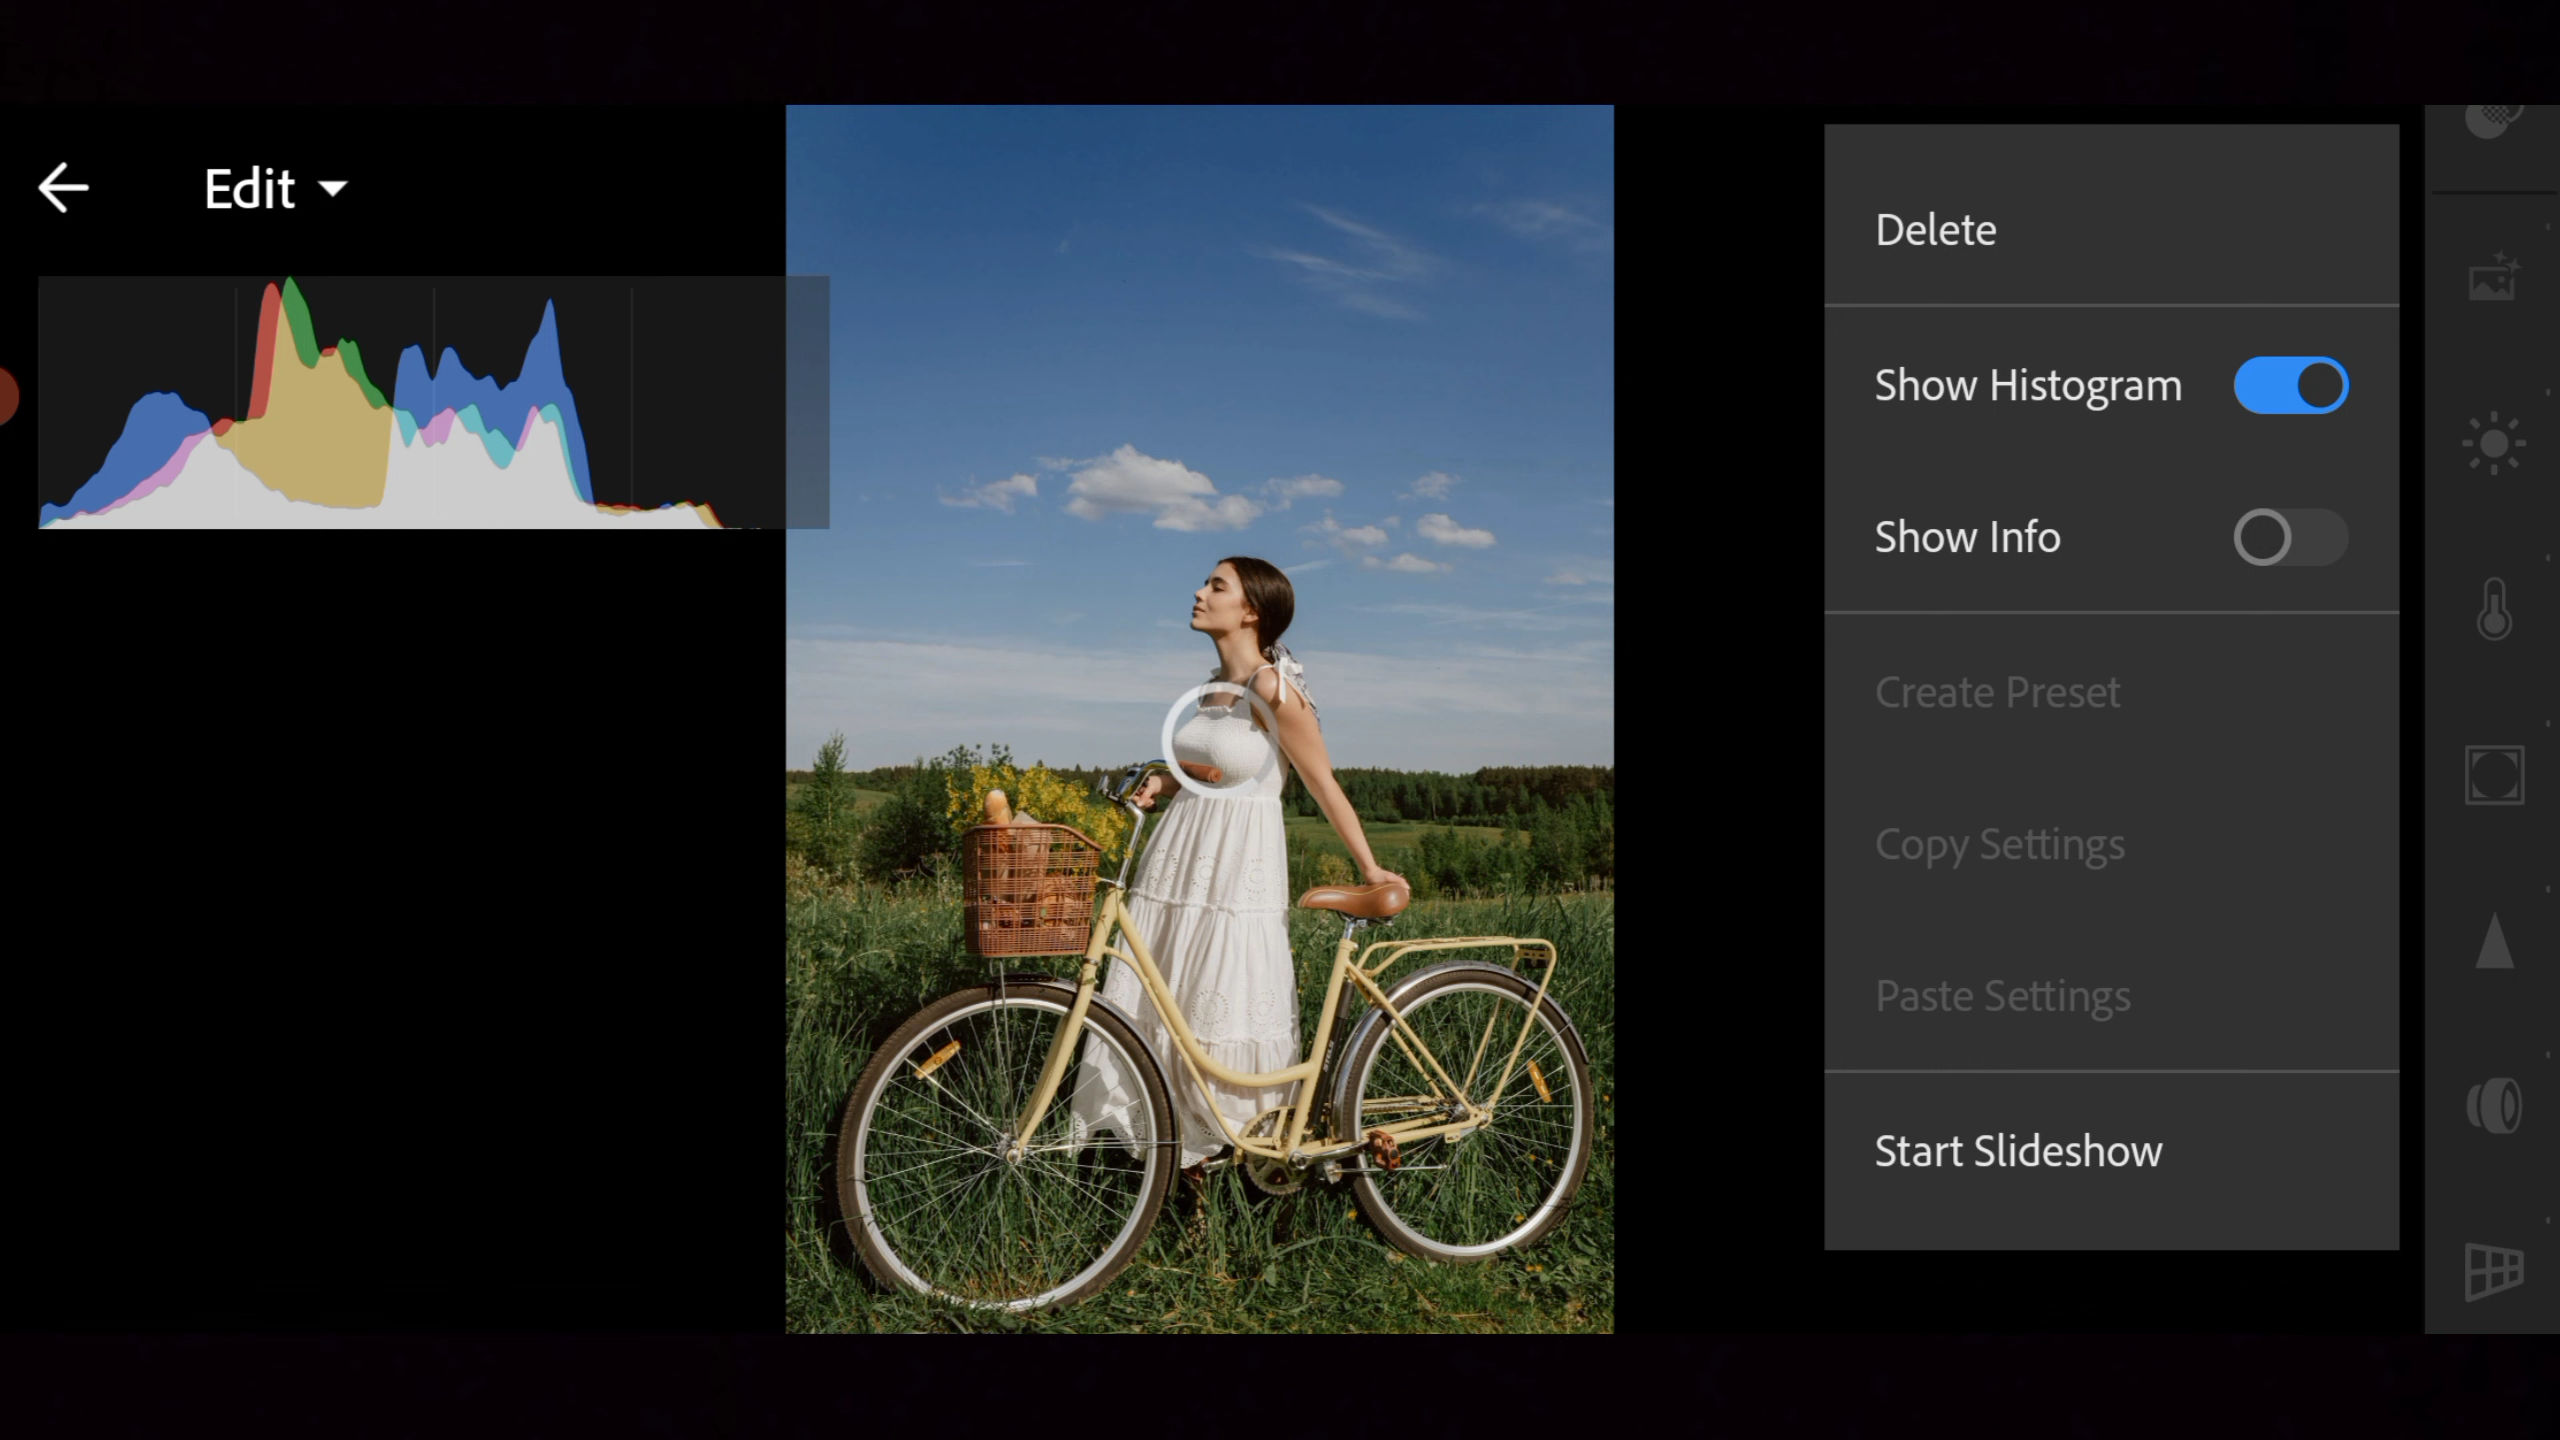 Edit
Delete
Show Histogram
Show Info
Create Preset
Copy Settings
Paste Settings
Start Slideshow